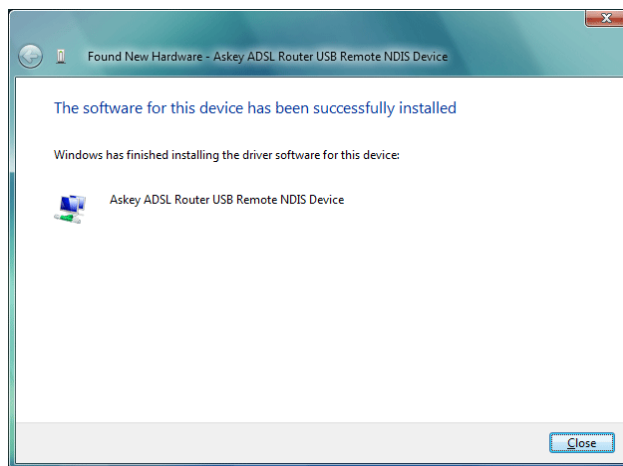 Found New Hardware - Askey ADSL Router USB Remote NDIS Device
The software for this device has been successfully installed
Windows has finished installing the driver software for this device:
Askey ADSL Router USB Remote NDIS Device
Close